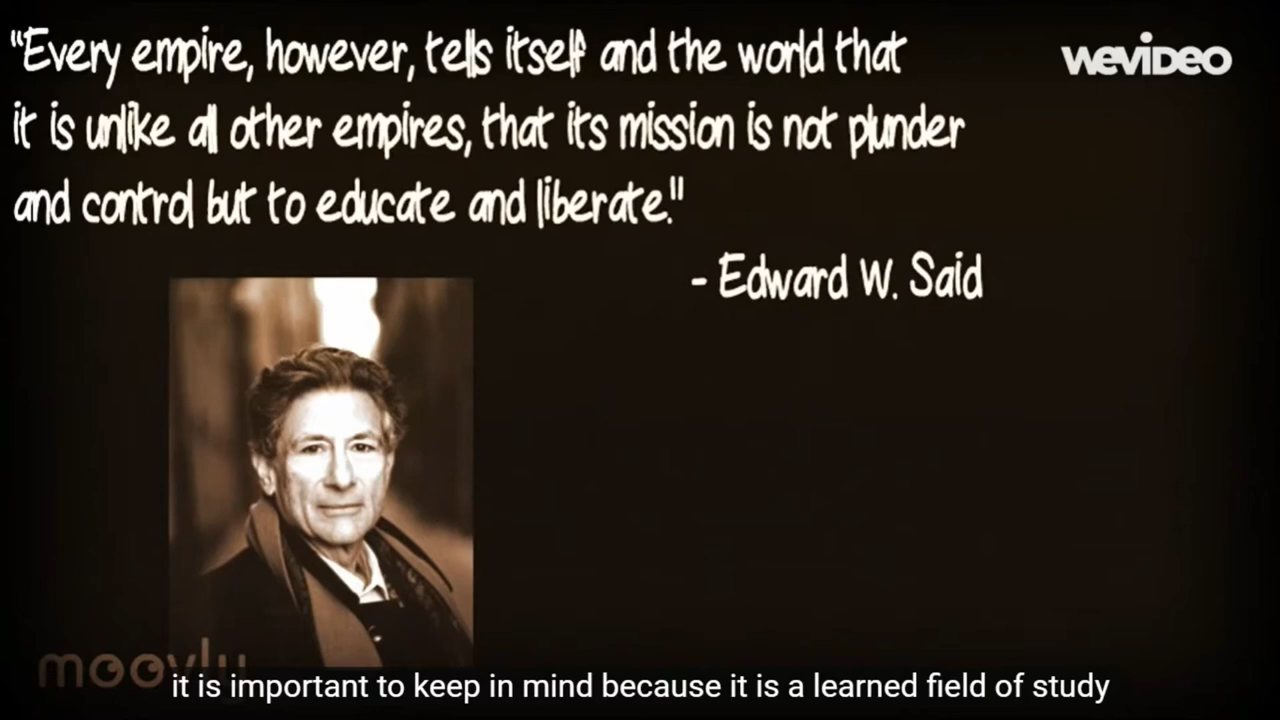 "Every empire, however, tells itself and the world that
wevideo
it is unlike all other empires, that its mission is not plunder
and control but to educate and liberate."
- Edward W. Said
moovly
it is important to keep in mind because it is a learned field of study